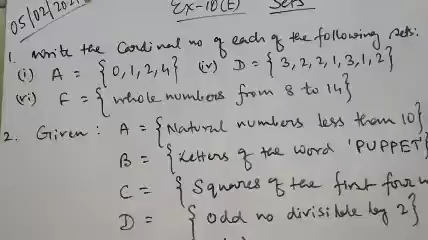 05/02/202
Ex-10(E) Sets
1. Write the Cardinal no of each of the following sets:
(i) A = {0,1,2,4} (iv) D = {3,2,2,1,3,1,2}
(vi) F = {whole numbers from 8 to 14}
2. Given: A = {Natural numbers less than 10}
B = {Letters of the word 'PUPPET'}
C = {Squares of the first four
D = {odd no divisible by 2}